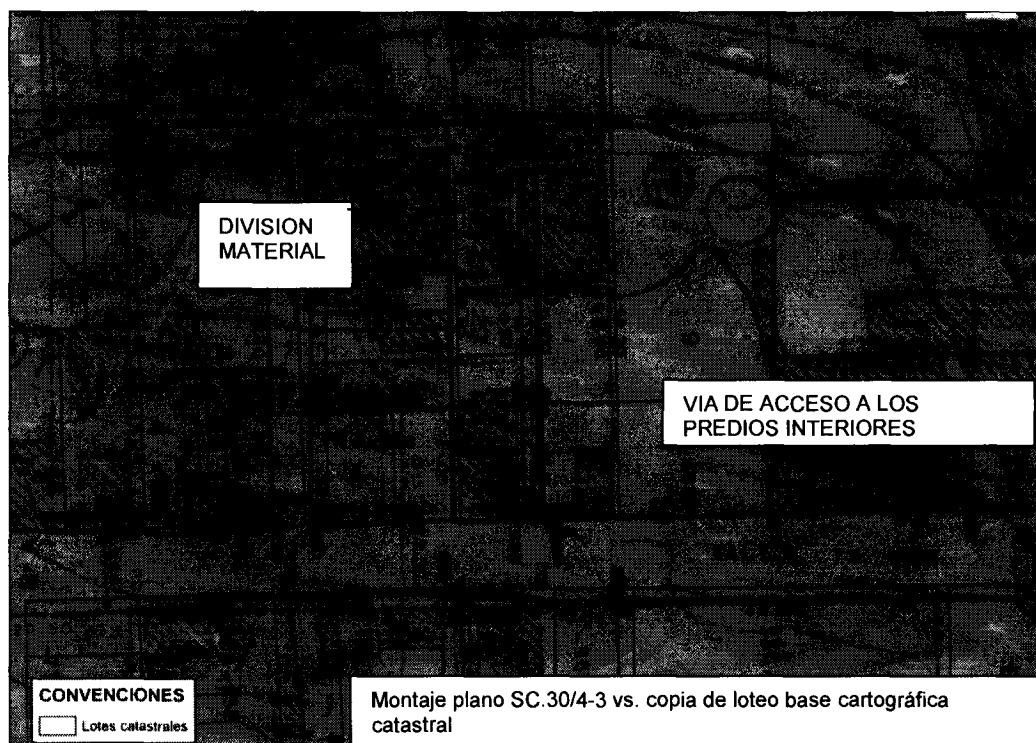 DIVISION
MATERIAL
VIA DE ACCESO A LOS
PREDIOS INTERIORES
CONVENCIONES
Lotes catastrales
Montaje plano SC.30/4-3 vs. copia de loteo base cartográfica
catastral